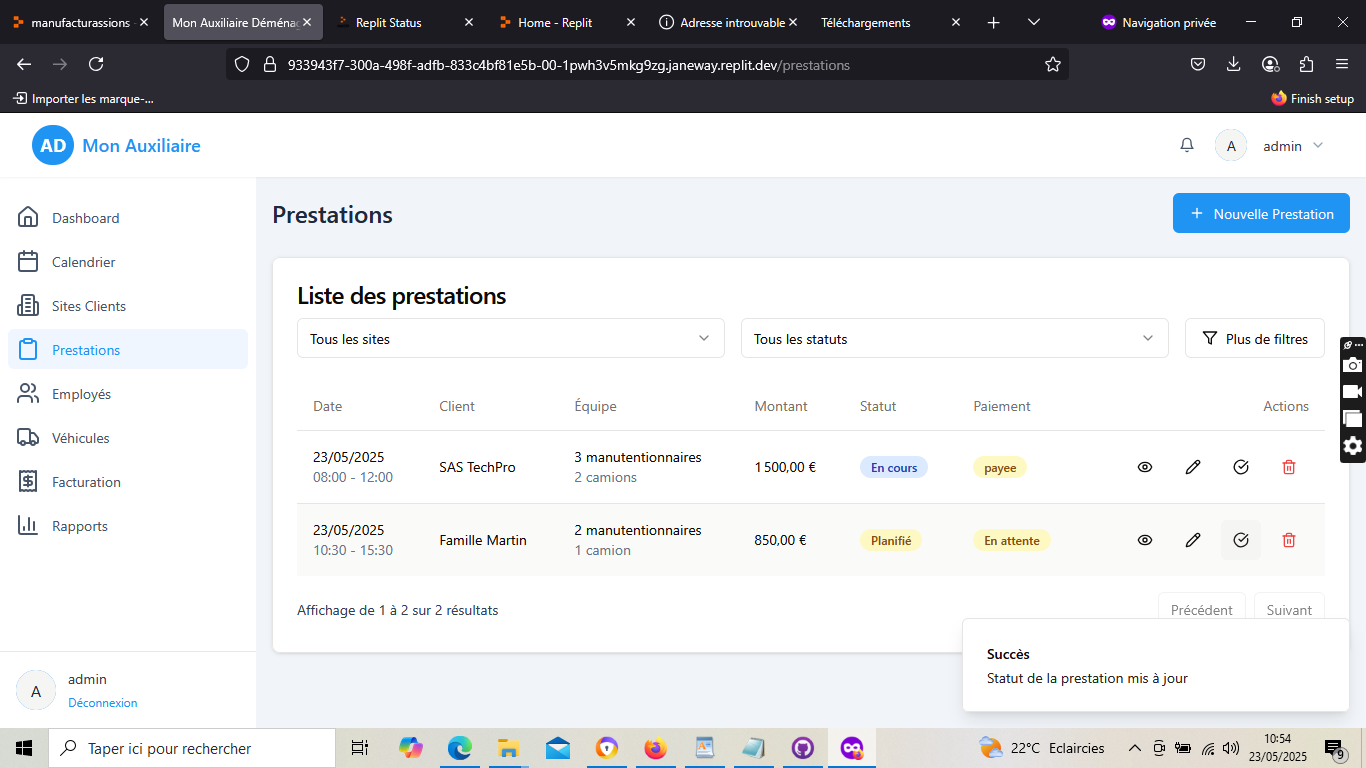 manufacturassions
Mon Auxiliaire Déména
Replit Status
Home - Replit
Adresse introuvable
Téléchargements
Navigation privée
933943f7-300a-498f-adfb-833c4bf81e5b-00-1pwh3v5mkg9zg.janeway.replit.dev/prestations
Importer les marque-...
Finish setup
AD Mon Auxiliaire
A admin
Dashboard
Calendrier
Sites Clients
Prestations
Employés
Véhicules
Facturation
Rapports
A admin
Déconnexion
Prestations
+ Nouvelle Prestation
Liste des prestations
Tous les sites
Tous les statuts
Plus de filtres
Date Client Équipe Montant Statut Paiement Actions
23/05/2025 SAS TechPro 3 manutentionnaires 1 500,00 € En cours payee
08:00 - 12:00 2 camions
23/05/2025 Famille Martin 2 manutentionnaires 850,00 € Planifié En attente
10:30 - 15:30 1 camion
Affichage de 1 à 2 sur 2 résultats
Précédent
Suivant
Succès
Statut de la prestation mis à jour
Taper ici pour rechercher
22°C Eclaircies
10:54
23/05/2025
9